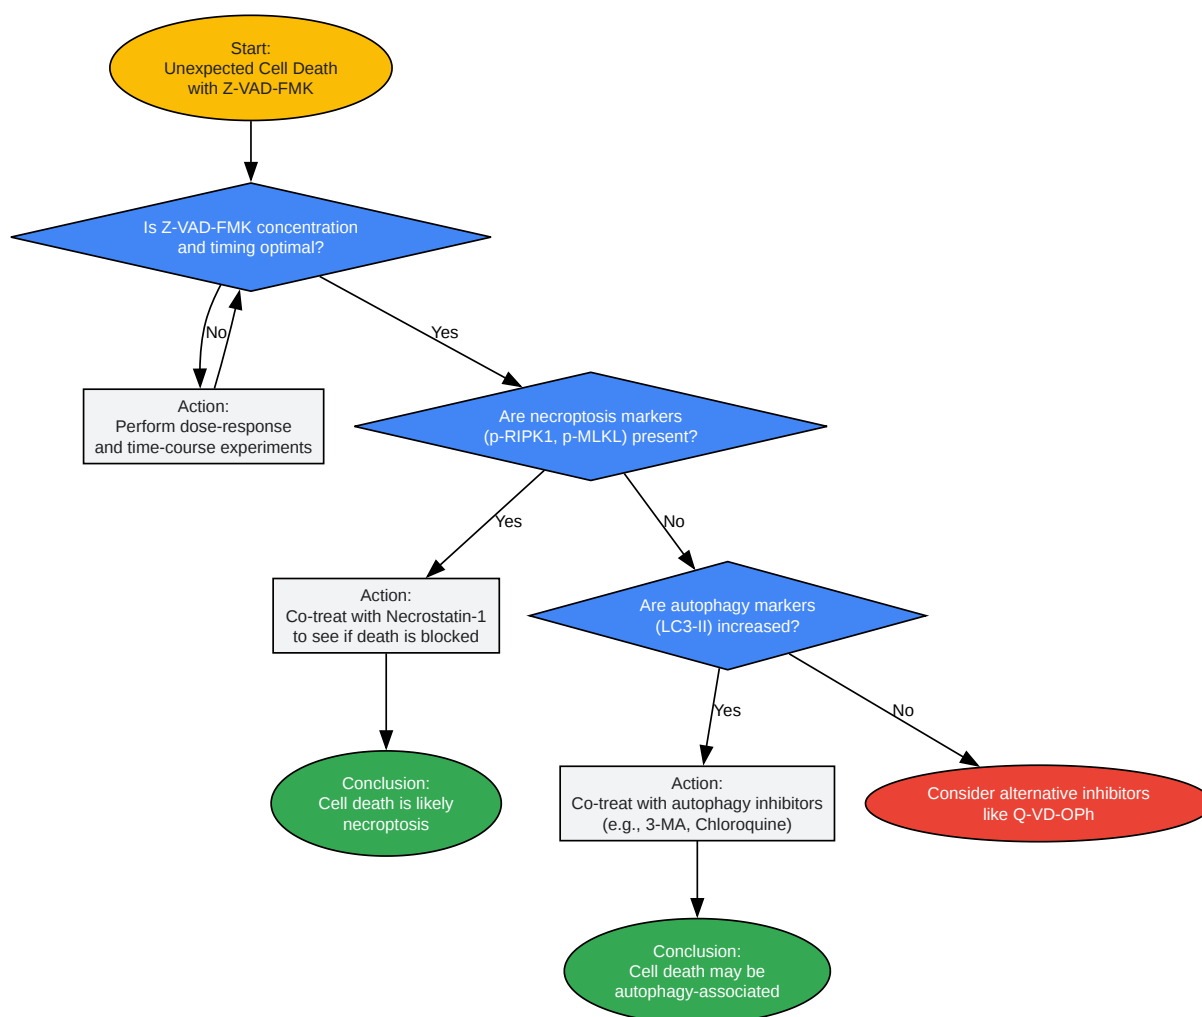 Start:
Unexpected Cell Death
with Z-VAD-FMK
Is Z-VAD-FMK concentration
and timing optimal?
No
Yes
Action:
Perform dose-response
and time-course experiments
Are necroptosis markers
(p-RIPK1, p-MLKL) present?
Yes
No
Action:
Co-treat with Necrostatin-1
to see if death is blocked
Are autophagy markers
(LC3-II) increased?
Yes
No
Conclusion:
Cell death is likely
necroptosis
Action:
Co-treat with autophagy inhibitors
(e.g., 3-MA, Chloroquine)
Consider alternative inhibitors
like Q-VD-OPh
Conclusion:
Cell death may be
autophagy-associated